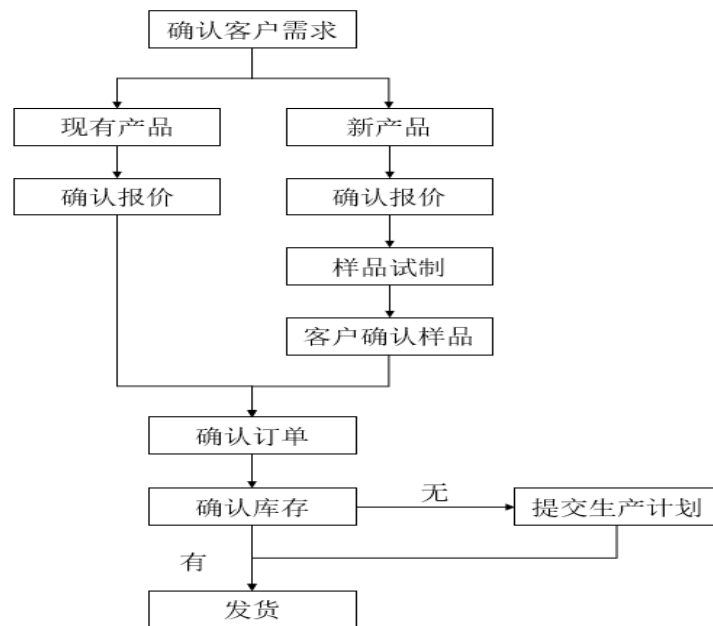 确认客户需求
现有产品
新产品
确认报价
确认报价
样品试制
客户确认样品
确认订单
确认库存
无
提交生产计划
有
发货